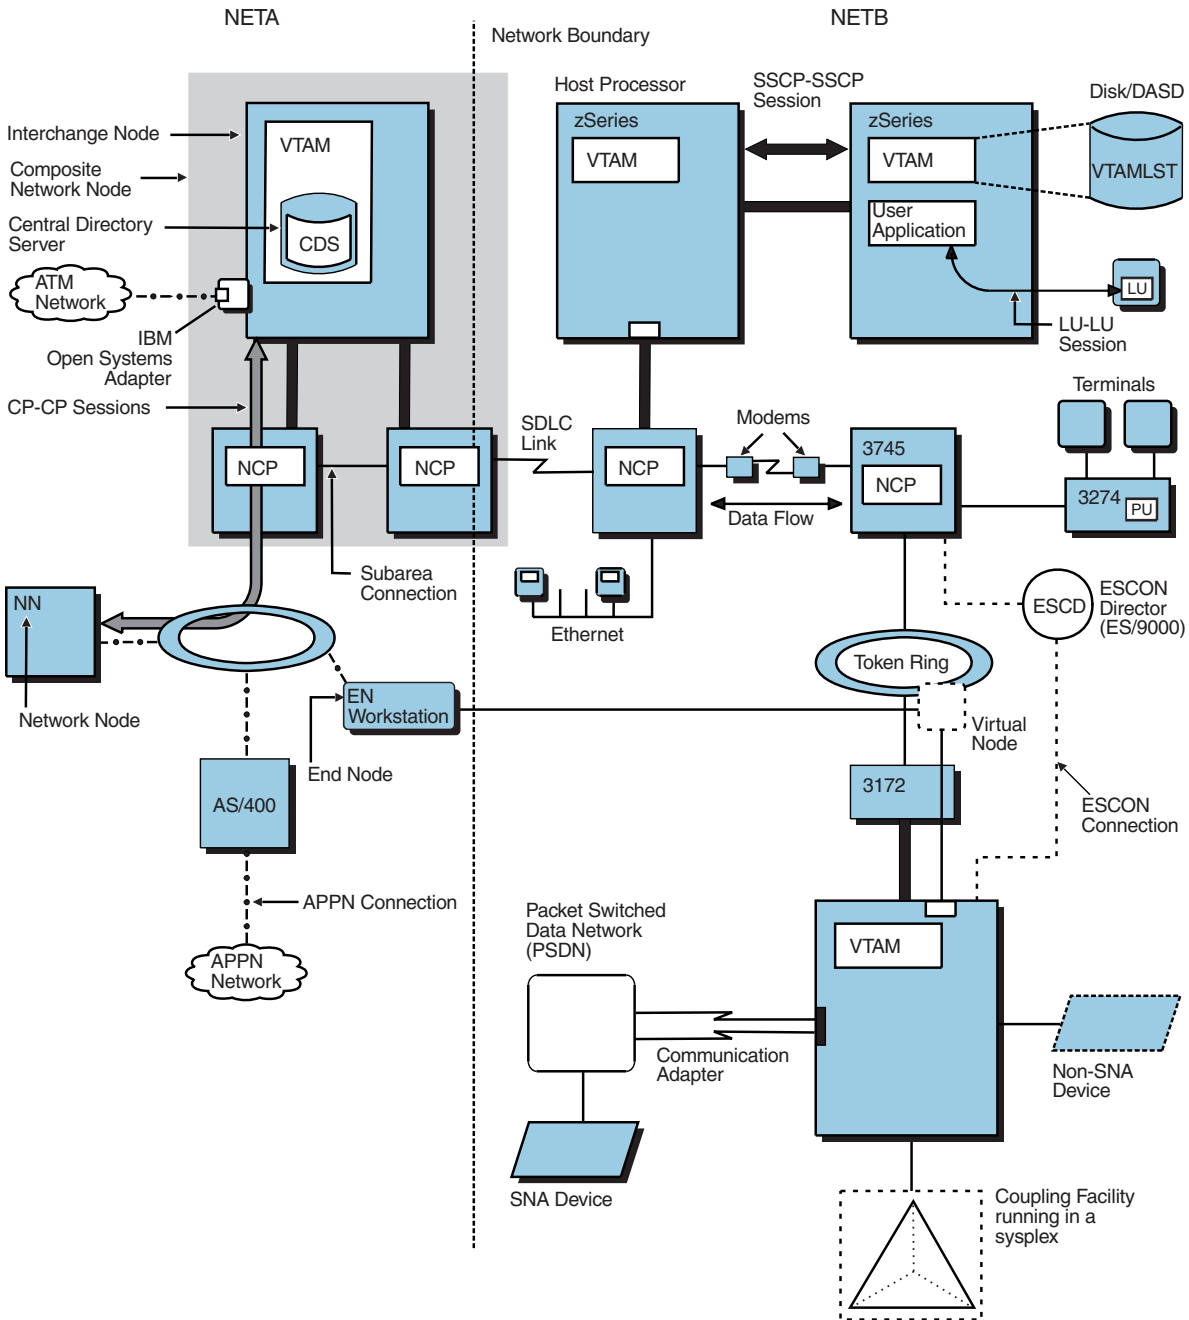 NETA
NETB
Network Boundary
Interchange Node
Composite
Network Node
Central Directory
Server
VTAM
CDS
ATM
Network
IBM
Open Systems
Adapter
CP-CP Sessions
NCP
NCP
Subarea
Connection
NN
Network Node
EN
Workstation
End Node
AS/400
APPN Connection
APPN
Network
Host Processor
zSeries
VTAM
SSCP-SSCP
Session
zSeries
VTAM
User
Application
Disk/DASD
VTAMLST
LU
LU-LU
Session
SDLC
Link
NCP
Modems
Data Flow
3745
NCP
Terminals
3274
PU
Ethernet
ESCD
ESCON
Director
(ES/9000)
Token Ring
Virtual
Node
3172
ESCON
Connection
Packet Switched
Data Network
(PSDN)
VTAM
Communication
Adapter
SNA Device
Non-SNA
Device
Coupling Facility
running in a
sysplex